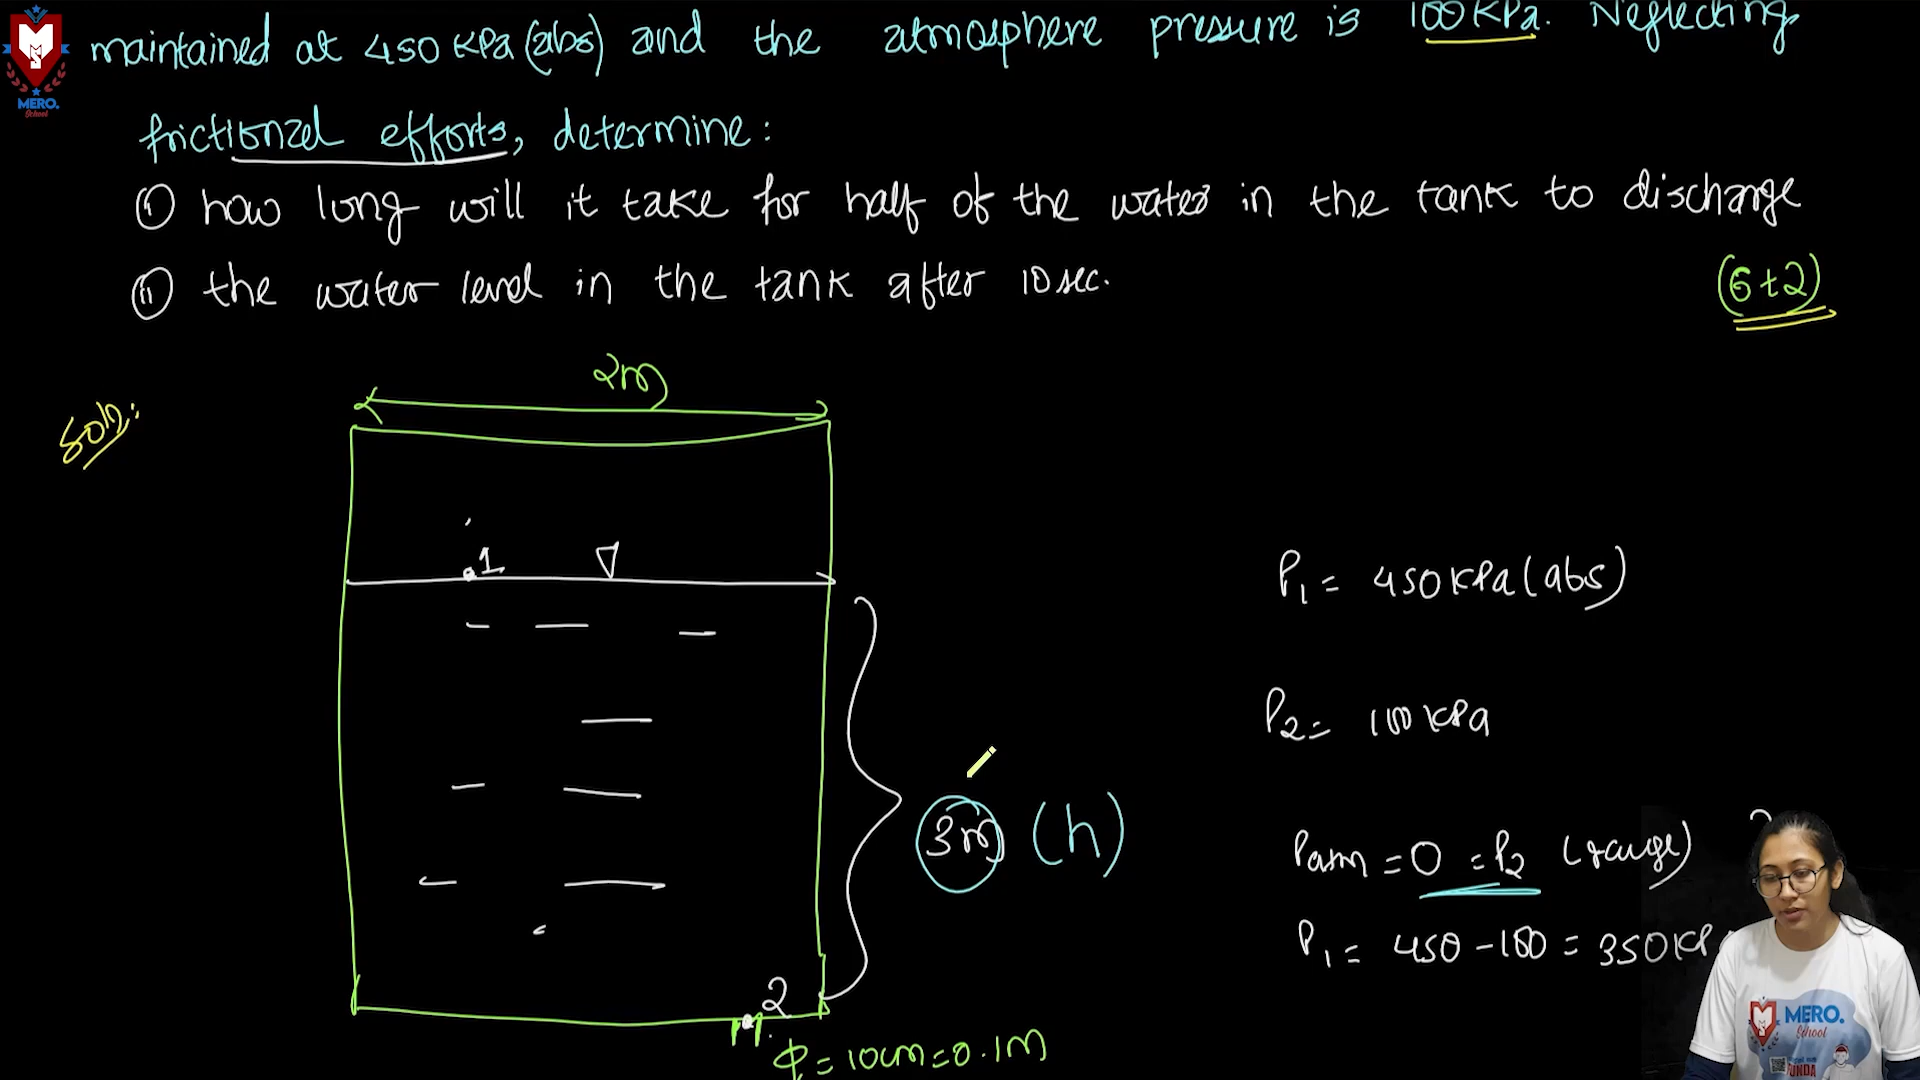 maintained at 450 KPa (abs) and the atmosphere pressure is 100 KPa. Neglecting
frictional efforts, determine:
(i) how long will it take for half of the water in the tank to discharge
(ii) the water level in the tank after 10 sec.
(6+2)
Soln:
2m
1
P1 = 450 KPa (abs)
P2 = 100 KPa
3m (h)
Patm = 0 = P2 (gauge)
P1 = 450 - 100 = 350 KP
2
φ = 10cm = 0.1m
MERO.
School
MERO.
School